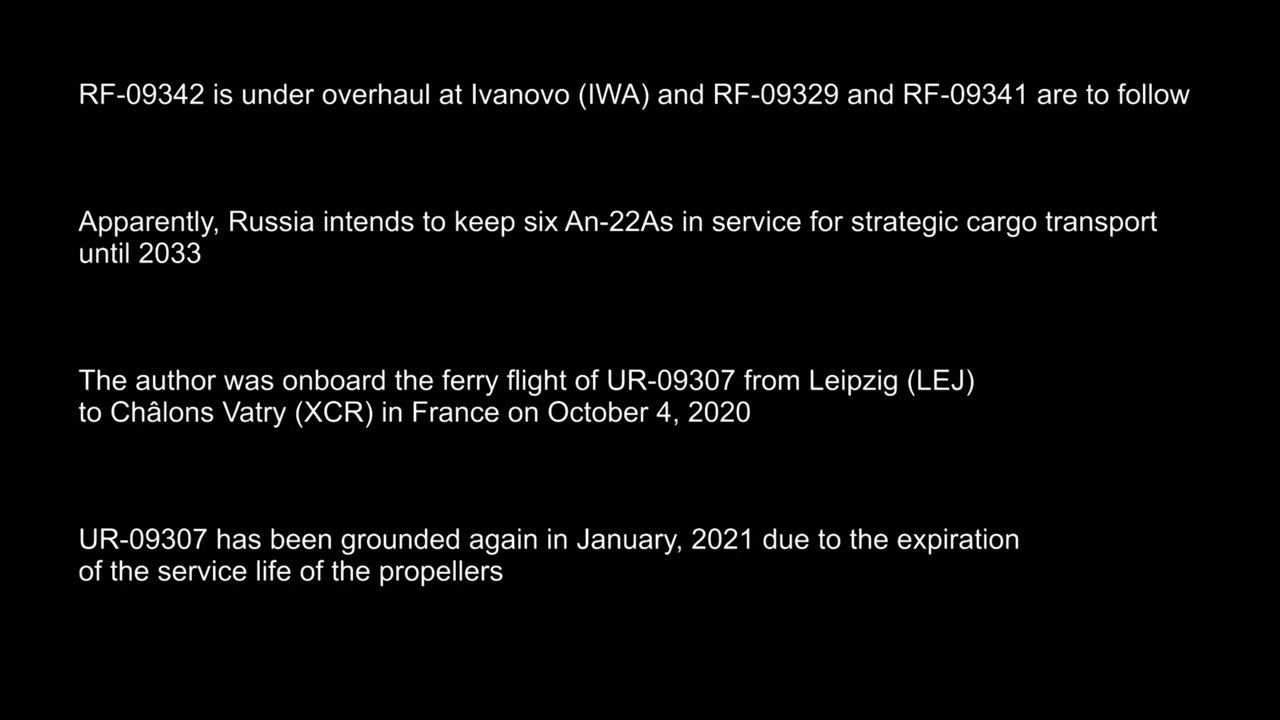 RF-09342 is under overhaul at Ivanovo (IWA) and RF-09329 and RF-09341 are to follow
Apparently, Russia intends to keep six An-22As in service for strategic cargo transport
until 2033
The author was onboard the ferry flight of UR-09307 from Leipzig (LEJ)
to Châlons Vatry (XCR) in France on October 4, 2020
UR-09307 has been grounded again in January, 2021 due to the expiration
of the service life of the propellers